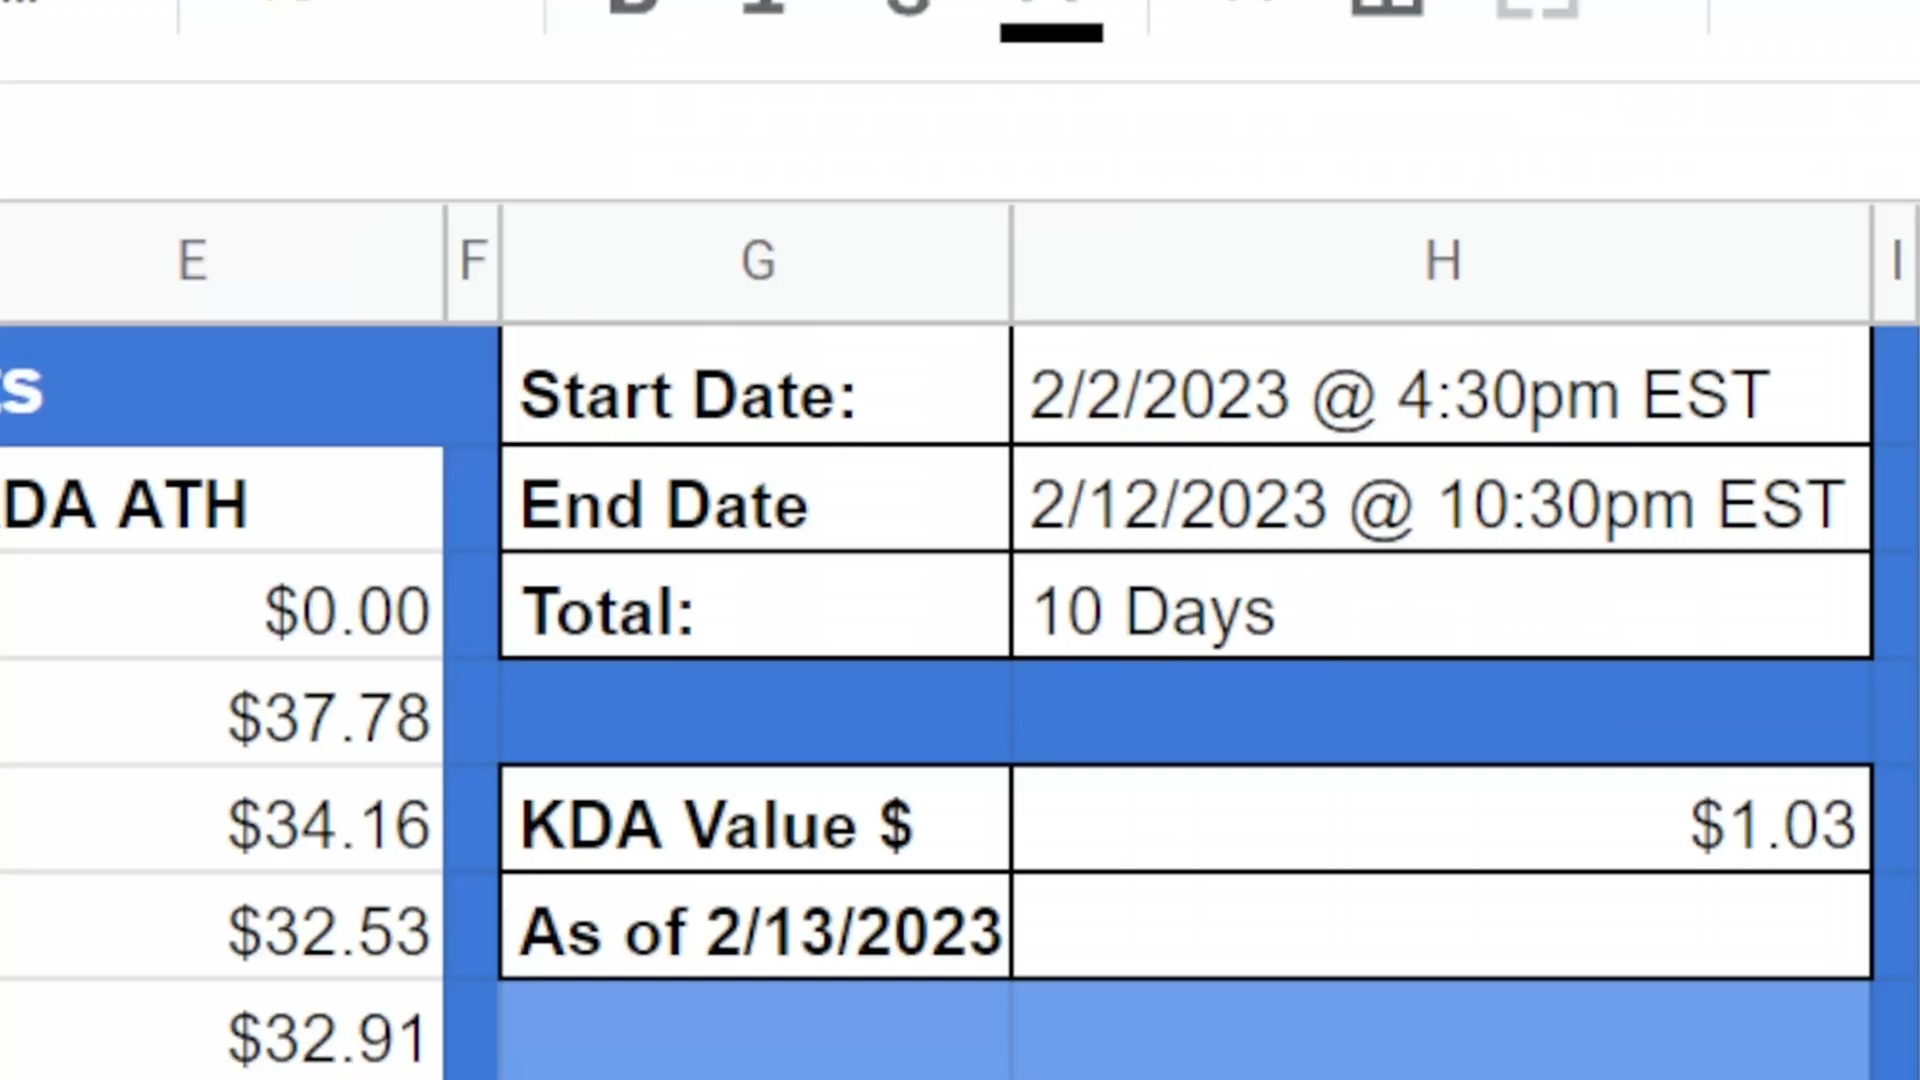 E F G H I
Start Date: 2/2/2023 @ 4:30pm EST
DA ATH End Date 2/12/2023 @ 10:30pm EST
$0.00 Total: 10 Days
$37.78
$34.16 KDA Value $ $1.03
$32.53 As of 2/13/2023
$32.91